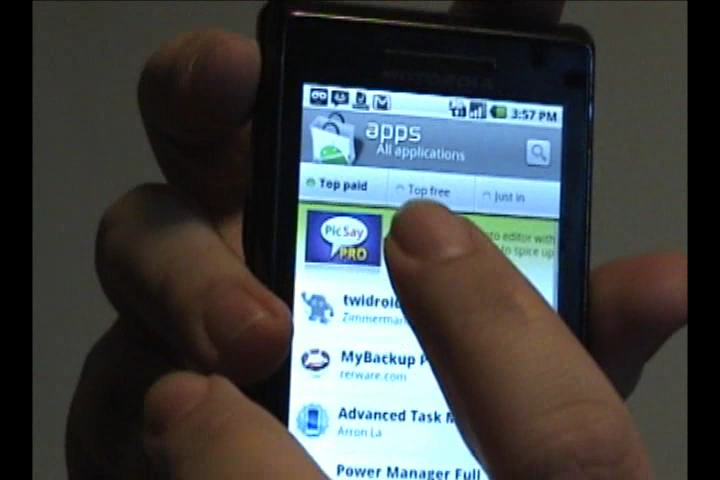 MOTOROLA
3:57 PM
apps
All applications
Top paid
Top free
Just in
PicSay
PRO
to editor with
to spice up
twidroid
Zimmerman
MyBackup P
rerware.com
Advanced Task M
Arron La
Power Manager Full